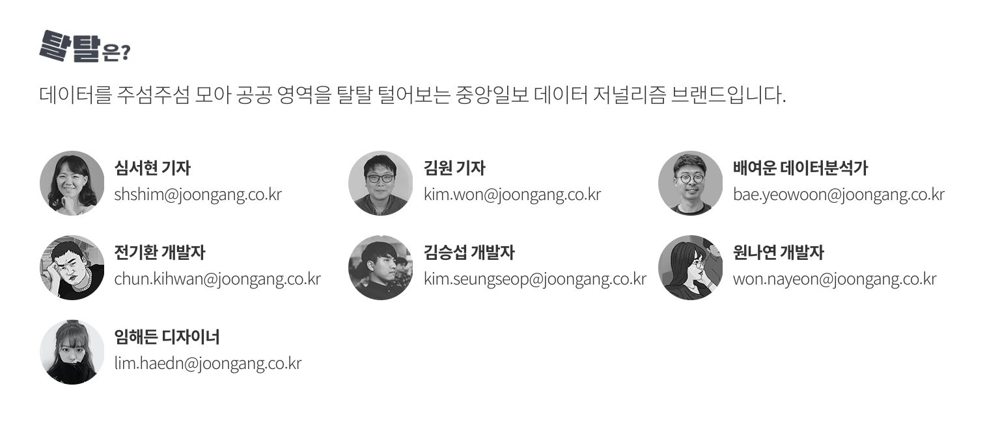 탈탈은?
데이터를 주섬주섬 모아 공공 영역을 탈탈 털어보는 중앙일보 데이터 저널리즘 브랜드입니다.
심서현 기자
shshim@joongang.co.kr
김원 기자
kim.won@joongang.co.kr
배여운 데이터분석가
bae.yeowoon@joongang.co.kr
전기환 개발자
chun.kihwan@joongang.co.kr
김승섭 개발자
kim.seungseop@joongang.co.kr
원나연 개발자
won.nayeon@joongang.co.kr
임해든 디자이너
lim.haedn@joongang.co.kr